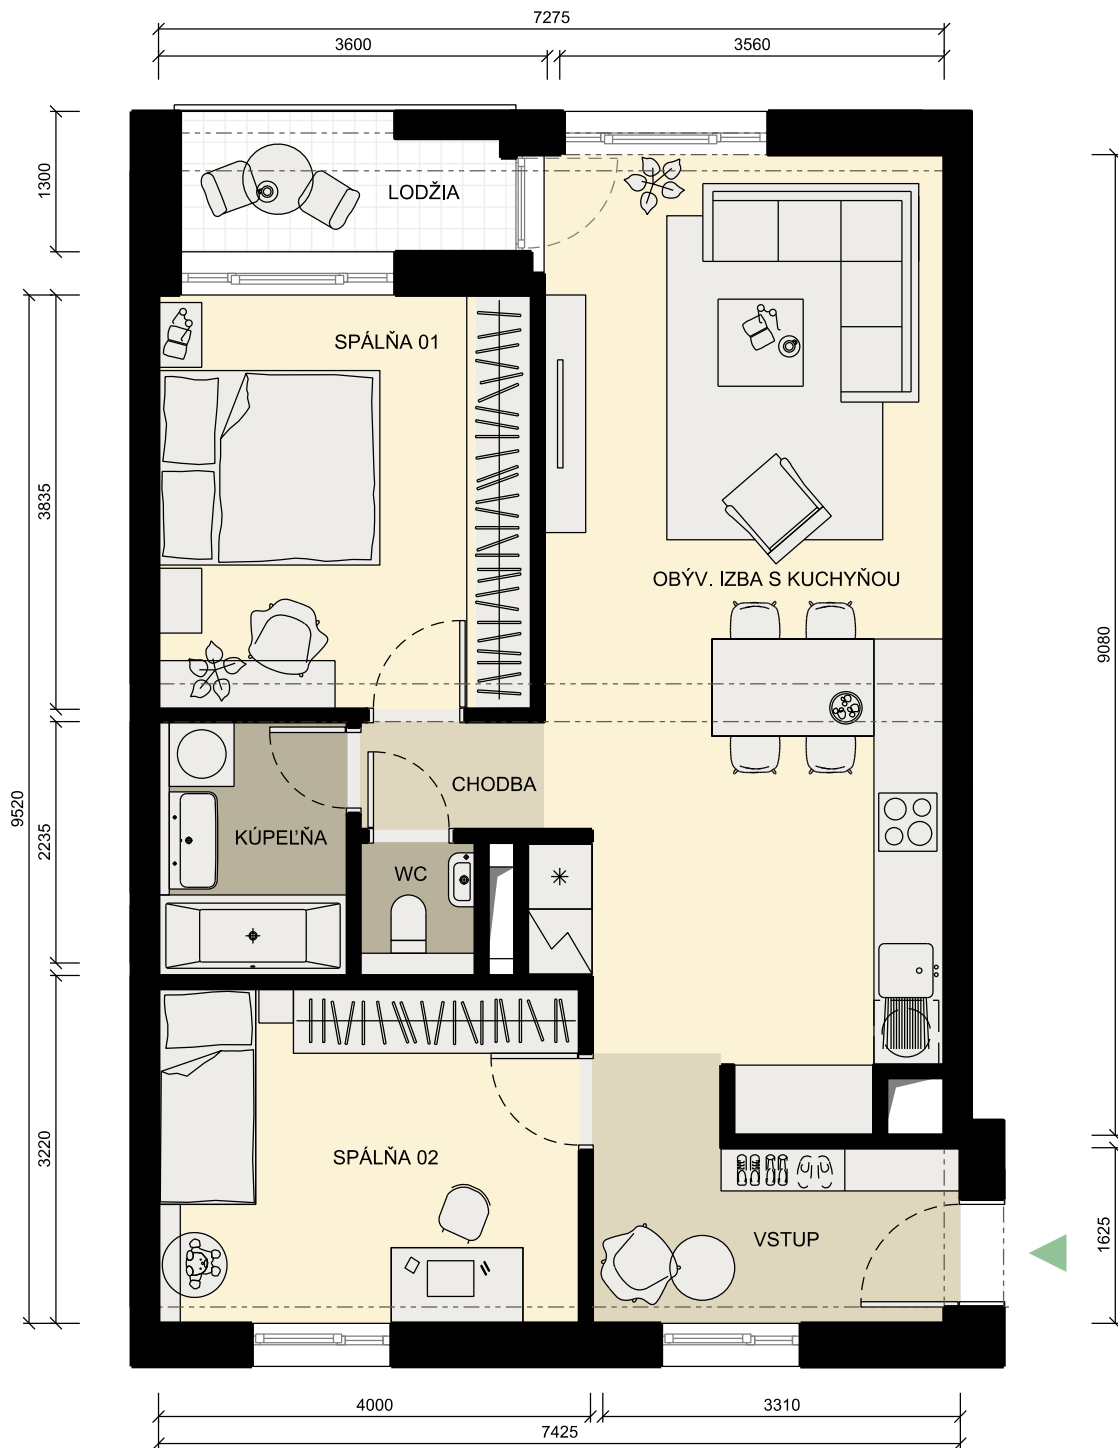 7275
3600
3560
1300
LODŽIA
SPÁLŇA 01
3835
OBÝV. IZBA S KUCHYŇOU
9080
9520
CHODBA
2235
KÚPEĽŇA
WC
3220
SPÁLŇA 02
VSTUP
1625
4000
3310
7425